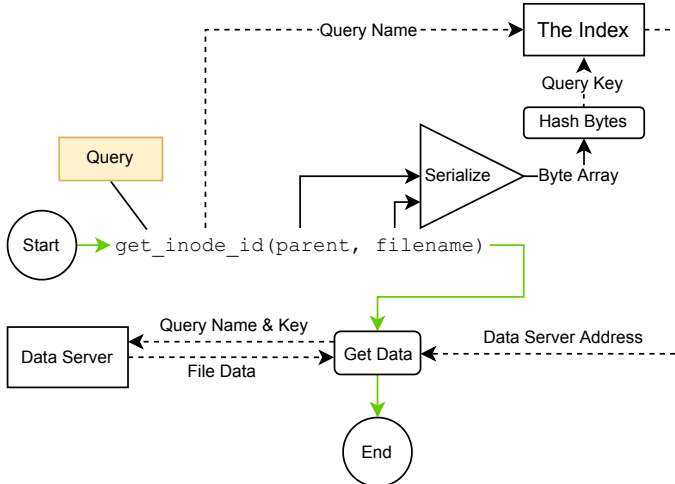 Query Name
The Index
Query Key
Hash Bytes
Query
Serialize
Byte Array
Start
get_inode_id(parent, filename)
Query Name & Key
Data Server Address
Data Server
Get Data
File Data
End